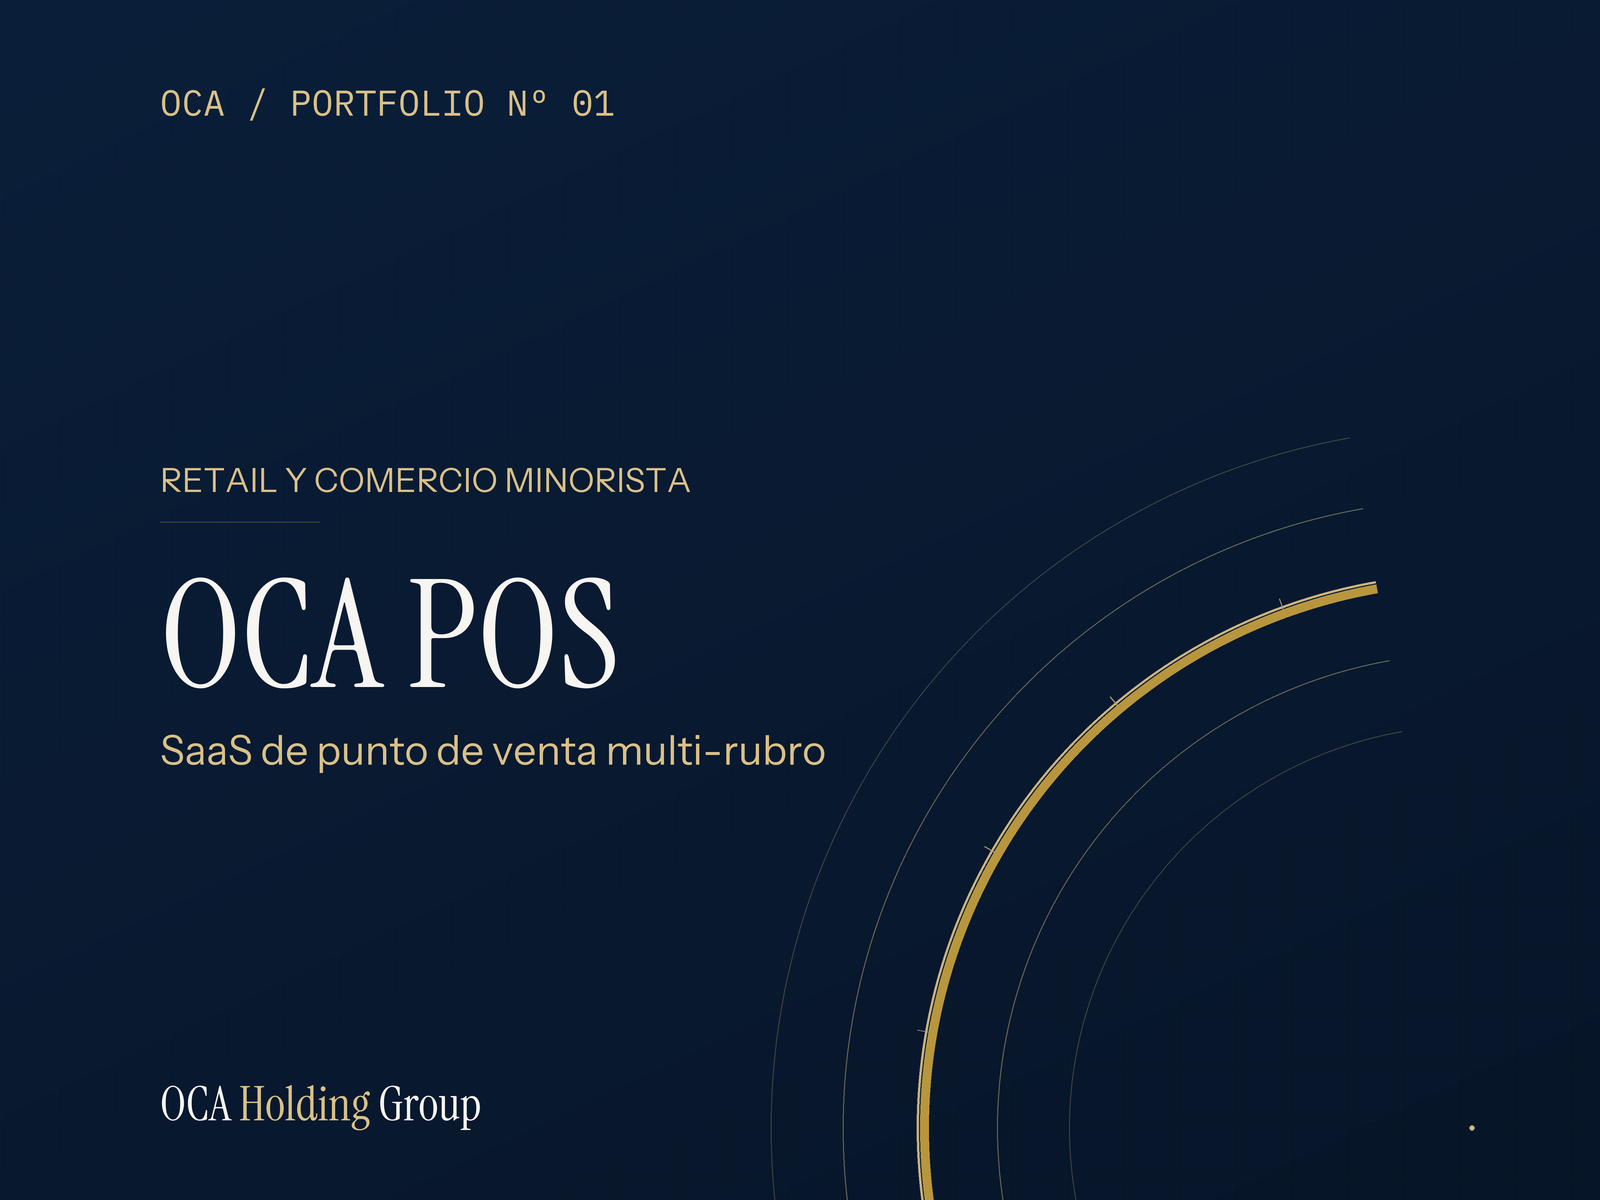 OCA / PORTFOLIO Nº 01
RETAIL Y COMERCIO MINORISTA
OCA POS
SaaS de punto de venta multi-rubro
OCA Holding Group